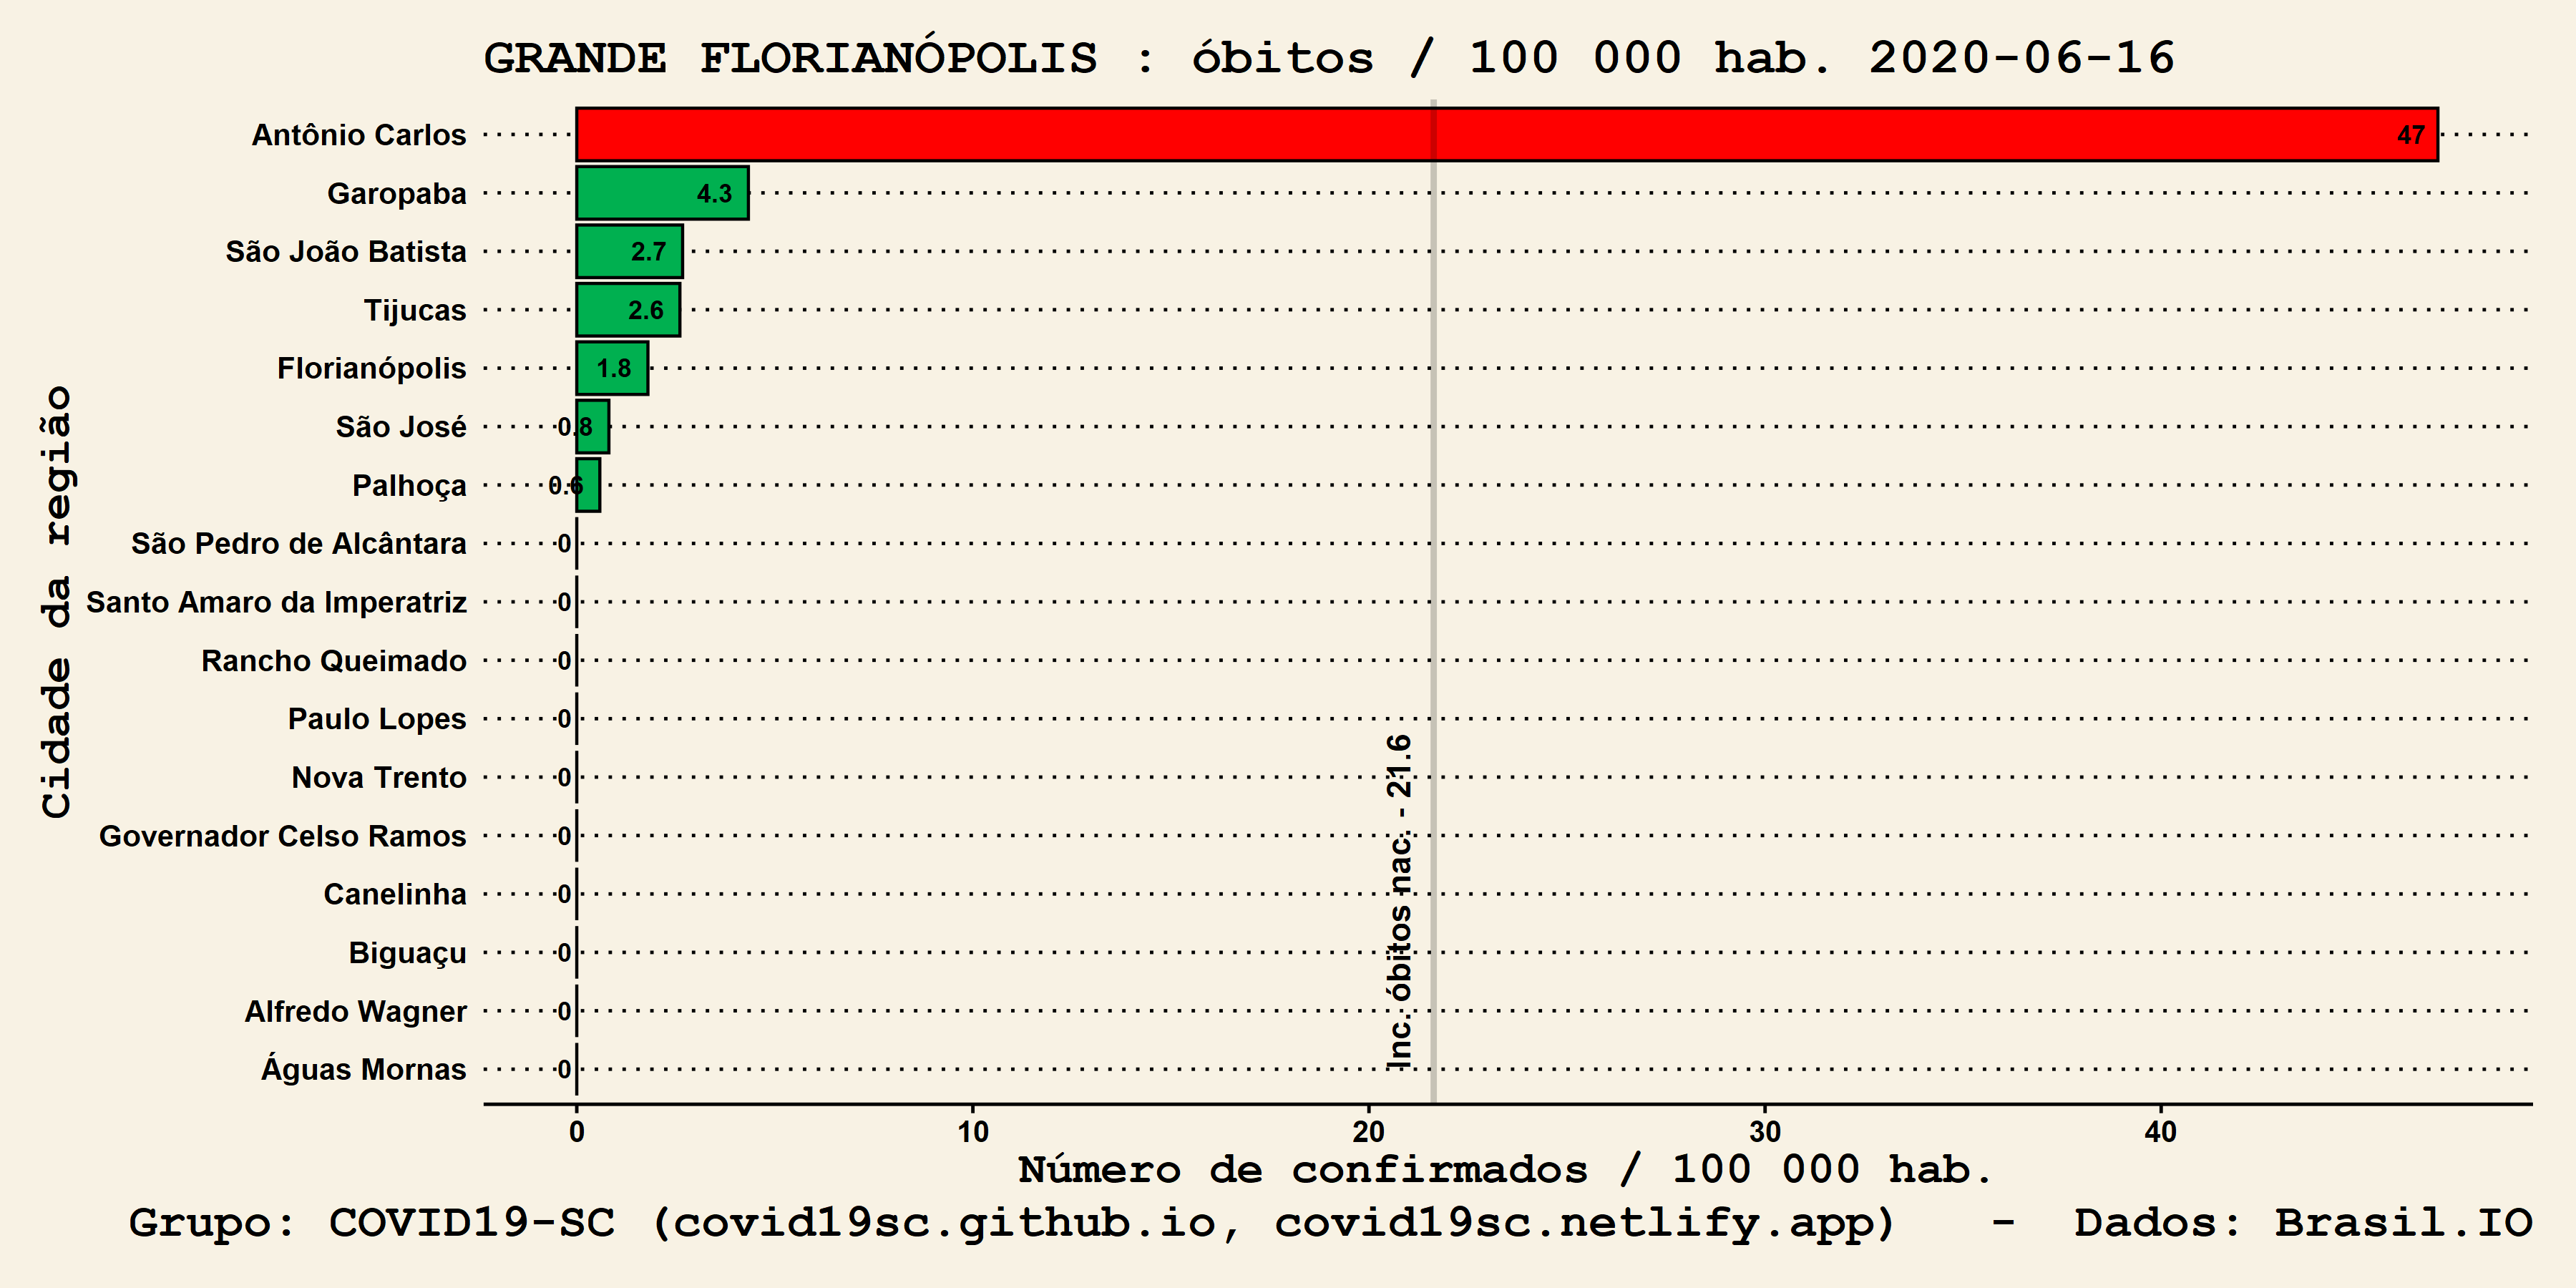 GRANDE FLORIANÓPOLIS : óbitos / 100 000 hab. 2020-06-16
Cidade da região
Antônio Carlos 47
Garopaba 4.3
São João Batista 2.7
Tijucas 2.6
Florianópolis 1.8
São José 0.8
Palhoça 0.6
São Pedro de Alcântara 0
Santo Amaro da Imperatriz 0
Rancho Queimado 0
Paulo Lopes 0
Nova Trento 0
Governador Celso Ramos 0
Canelinha 0
Biguaçu 0
Alfredo Wagner 0
Águas Mornas 0
Inc. óbitos nac. - 21.6
0 10 20 30 40
Número de confirmados / 100 000 hab.
Grupo: COVID19-SC (covid19sc.github.io, covid19sc.netlify.app) - Dados: Brasil.IO